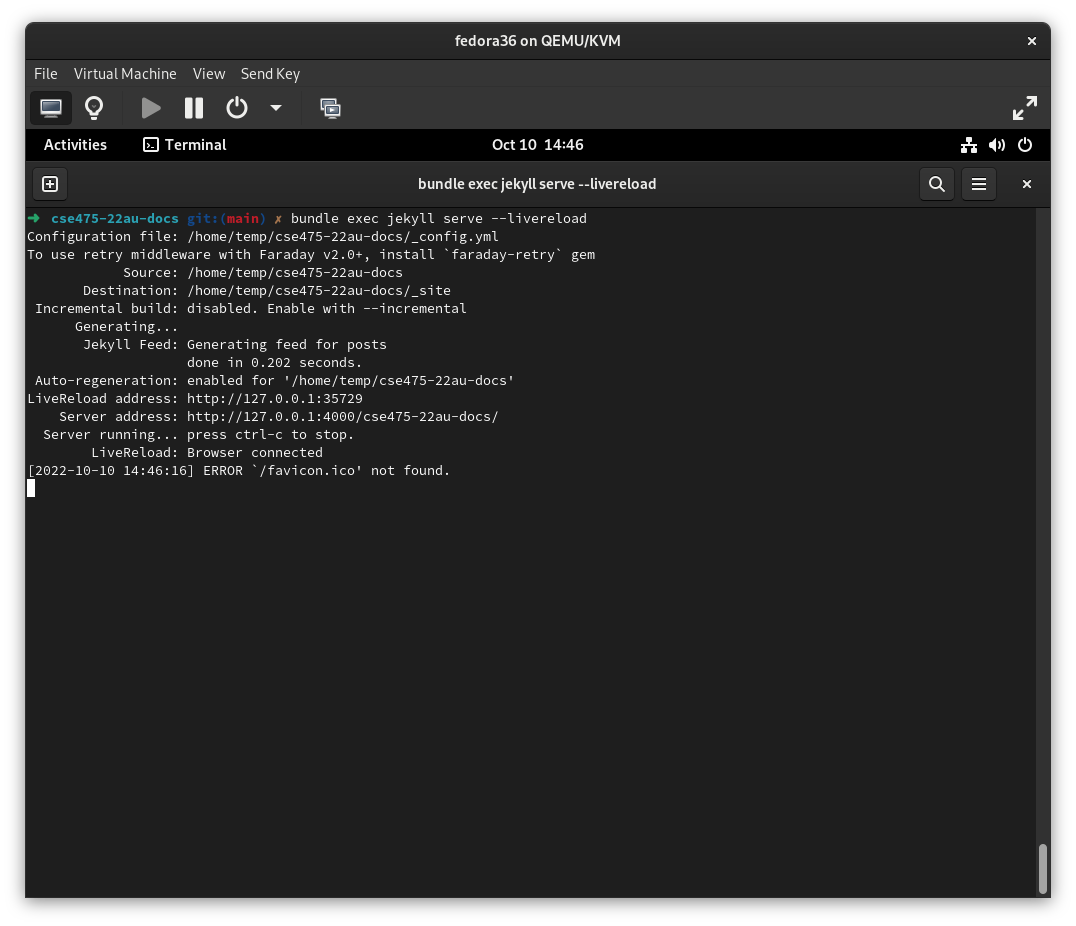 fedora36 on QEMU/KVM
File Virtual Machine View Send Key
Activities Terminal Oct 10 14:46
bundle exec jekyll serve --livereload
➜ cse475-22au-docs git:(main) ✗ bundle exec jekyll serve --livereload
Configuration file: /home/temp/cse475-22au-docs/_config.yml
To use retry middleware with Faraday v2.0+, install `faraday-retry` gem
Source: /home/temp/cse475-22au-docs
Destination: /home/temp/cse475-22au-docs/_site
Incremental build: disabled. Enable with --incremental
Generating...
Jekyll Feed: Generating feed for posts
done in 0.202 seconds.
Auto-regeneration: enabled for '/home/temp/cse475-22au-docs'
LiveReload address: http://127.0.0.1:35729
Server address: http://127.0.0.1:4000/cse475-22au-docs/
Server running... press ctrl-c to stop.
LiveReload: Browser connected
[2022-10-10 14:46:16] ERROR `/favicon.ico' not found.